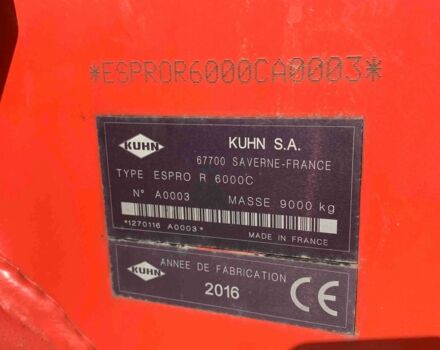 *ESPROR6000CA0003*
KUHN
KUHN S.A.
67700 SAVERNE-FRANCE
TYPE ESPRO R 6000C
N° A0003 MASSE 9000 kg
*1270116 A0003*
MADE IN FRANCE
KUHN
ANNEE DE FABRICATION
2016 CE